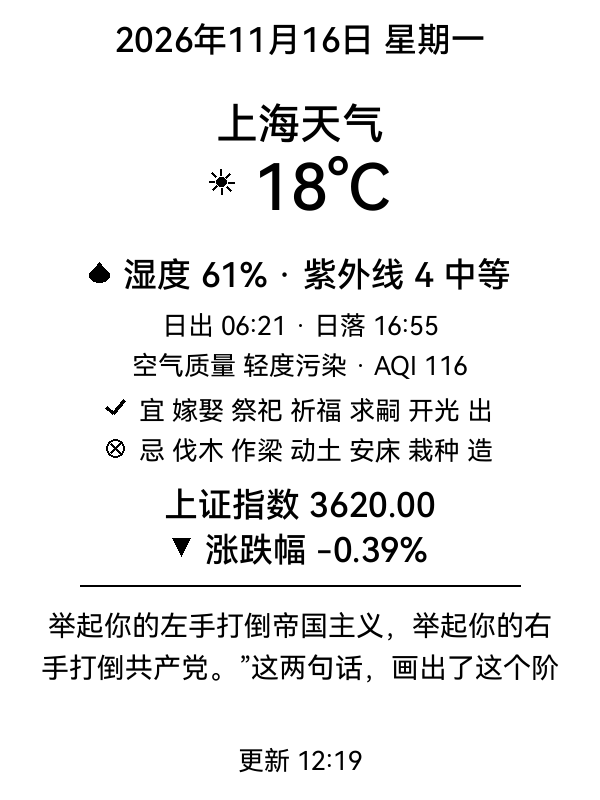 2026年11月16日 星期一
上海天气
18°C
湿度 61% · 紫外线 4 中等
日出 06:21 · 日落 16:55
空气质量 轻度污染 · AQI 116
宜 嫁娶 祭祀 祈福 求嗣 开光 出
忌 伐木 作梁 动土 安床 栽种 造
上证指数 3620.00
▼ 涨跌幅 -0.39%
举起你的左手打倒帝国主义，举起你的右
手打倒共产党。”这两句话，画出了这个阶
更新 12:19